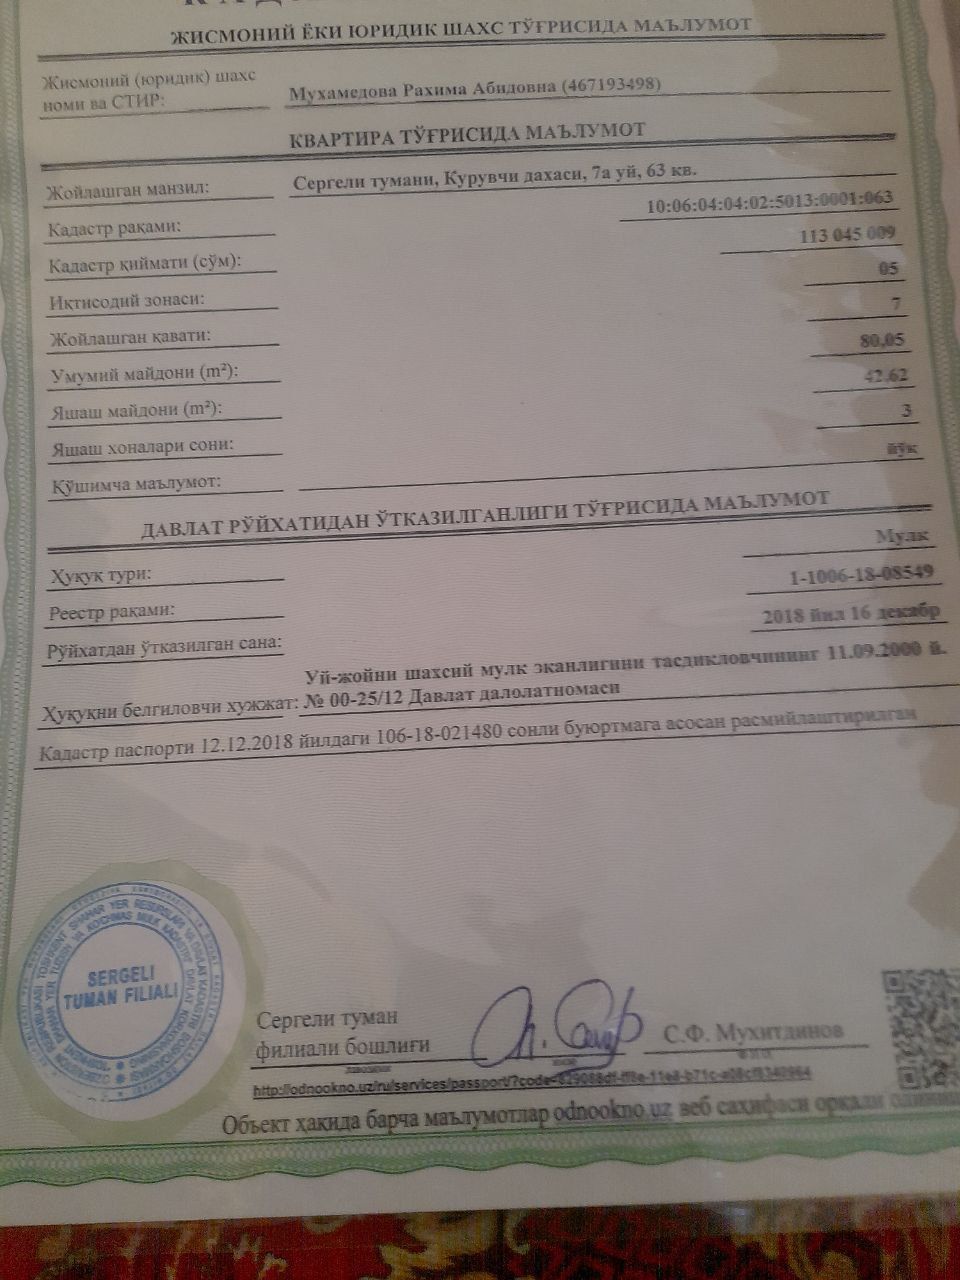 ЖИСМОНИЙ ЁКИ ЮРИДИК ШАХС ТЎҒРИСИДА МАЪЛУМОТ
Жисмоний (юридик) шахс
номи ва СТИР:
Мухамедова Рахима Абидовна (467193498)
КВАРТИРА ТЎҒРИСИДА МАЪЛУМОТ
Жойлашган манзил: Сергели тумани, Курувчи дахаси, 7а уй, 63 кв.
Кадастр рақами: 10:06:04:04:02:5013:0001:063
Кадастр қиймати (сўм): 113 045 009
Иқтисодий зонаси: 05
Жойлашган қавати: 7
Умумий майдони (m²): 80,05
Яшаш майдони (m²): 42,62
Яшаш хоналари сони: 3
Қўшимча маълумот: йўқ
ДАВЛАТ РЎЙХАТИДАН ЎТКАЗИЛГАНЛИГИ ТЎҒРИСИДА МАЪЛУМОТ
Ҳуқуқ тури: Мулк
Реестр рақами: 1-1006-18-08549
Рўйхатдан ўтказилган сана: 2018 йил 16 декабр
Уй-жойни шахсий мулк эканлигини тасдикловчининг 11.09.2000 й.
Ҳуқуқни белгиловчи ҳужжат: № 00-25/12 Давлат далолатномаси
Кадастр паспорти 12.12.2018 йилдаги 106-18-021480 сонли буюртмага асосан расмийлаштирилган
SERGELI
TUMAN FILIALI
Сергели туман
филиали бошлиғи
С.Ф. Мухитдинов
Объект ҳақида барча маълумотлар odnookno.uz веб саҳифаси орқали